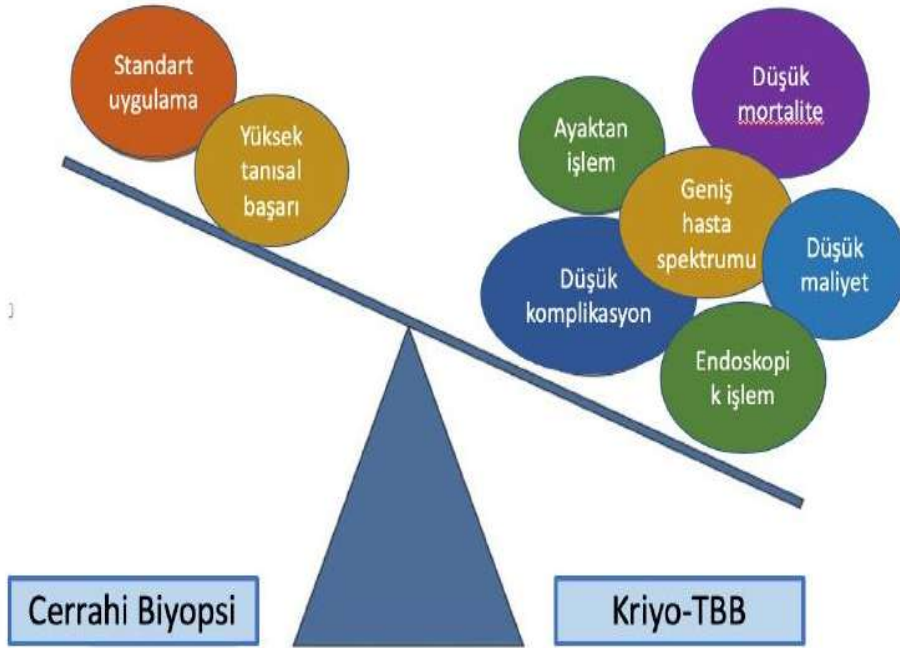 Standart
uygulama
Yüksek
tanısal
başarı
Ayaktan
işlem
Düşük
mortalite
Geniş
hasta
spektrumu
Düşük
maliyet
Düşük
komplikasyon
Endoskopi
k işlem
Cerrahi Biyopsi
Kriyo-TBB